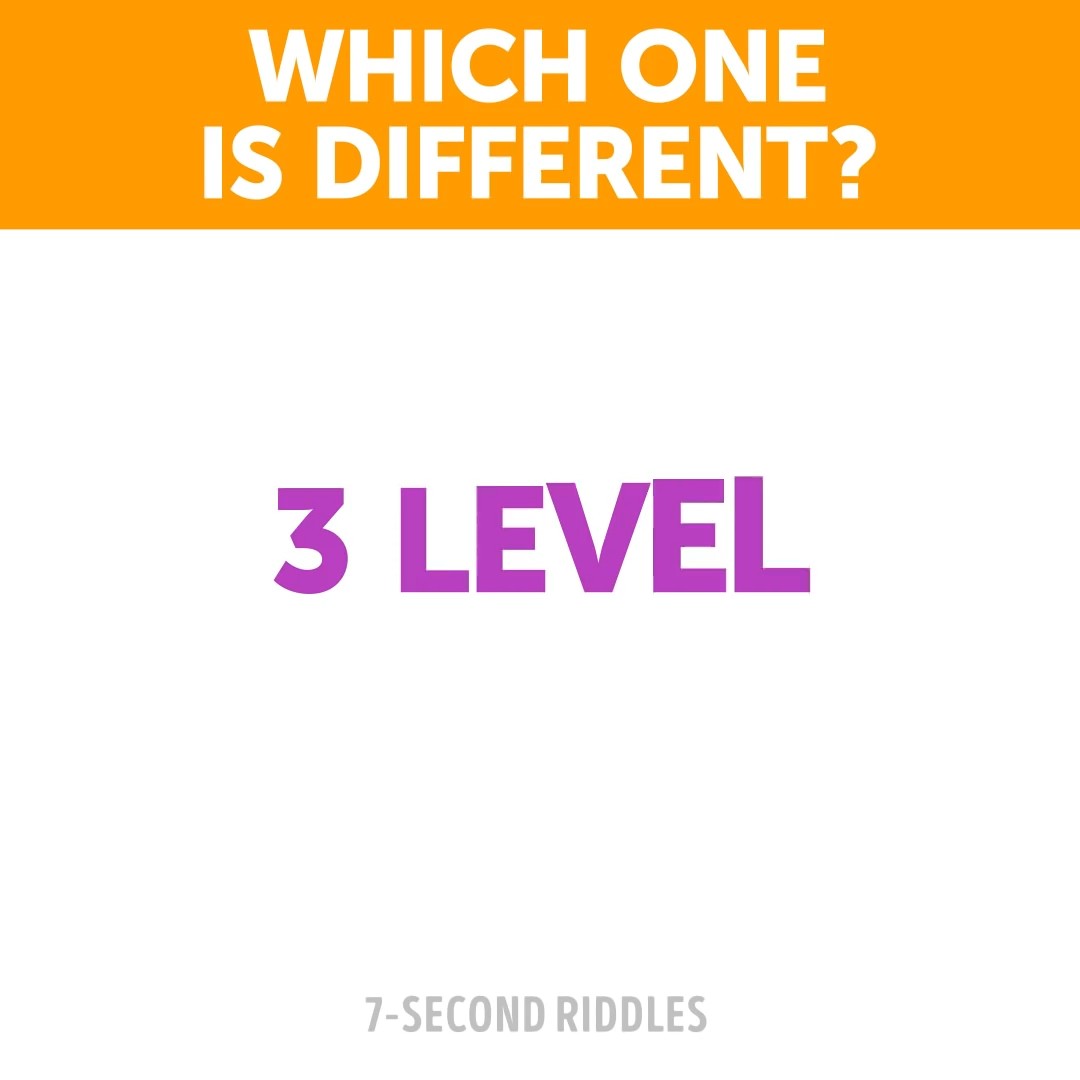 WHICH ONE
IS DIFFERENT?
3 LEVEL
7-SECOND RIDDLES